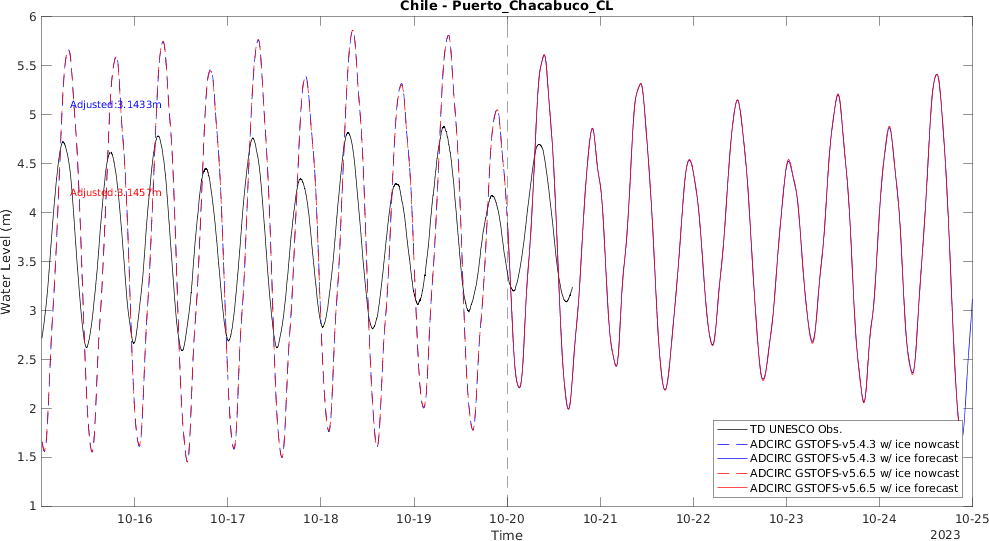 Chile - Puerto_Chacabuco_CL
6
5.5
5
4.5
4
3.5
3
2.5
2
1.5
1
Water Level (m)
Adjusted:3.1433m
Adjusted:3.1457m
TD UNESCO Obs.
ADCIRC GSTOFS-v5.4.3 w/ ice nowcast
ADCIRC GSTOFS-v5.4.3 w/ ice forecast
ADCIRC GSTOFS-v5.6.5 w/ ice nowcast
ADCIRC GSTOFS-v5.6.5 w/ ice forecast
10-16 10-17 10-18 10-19 10-20 10-21 10-22 10-23 10-24 10-25
Time
2023